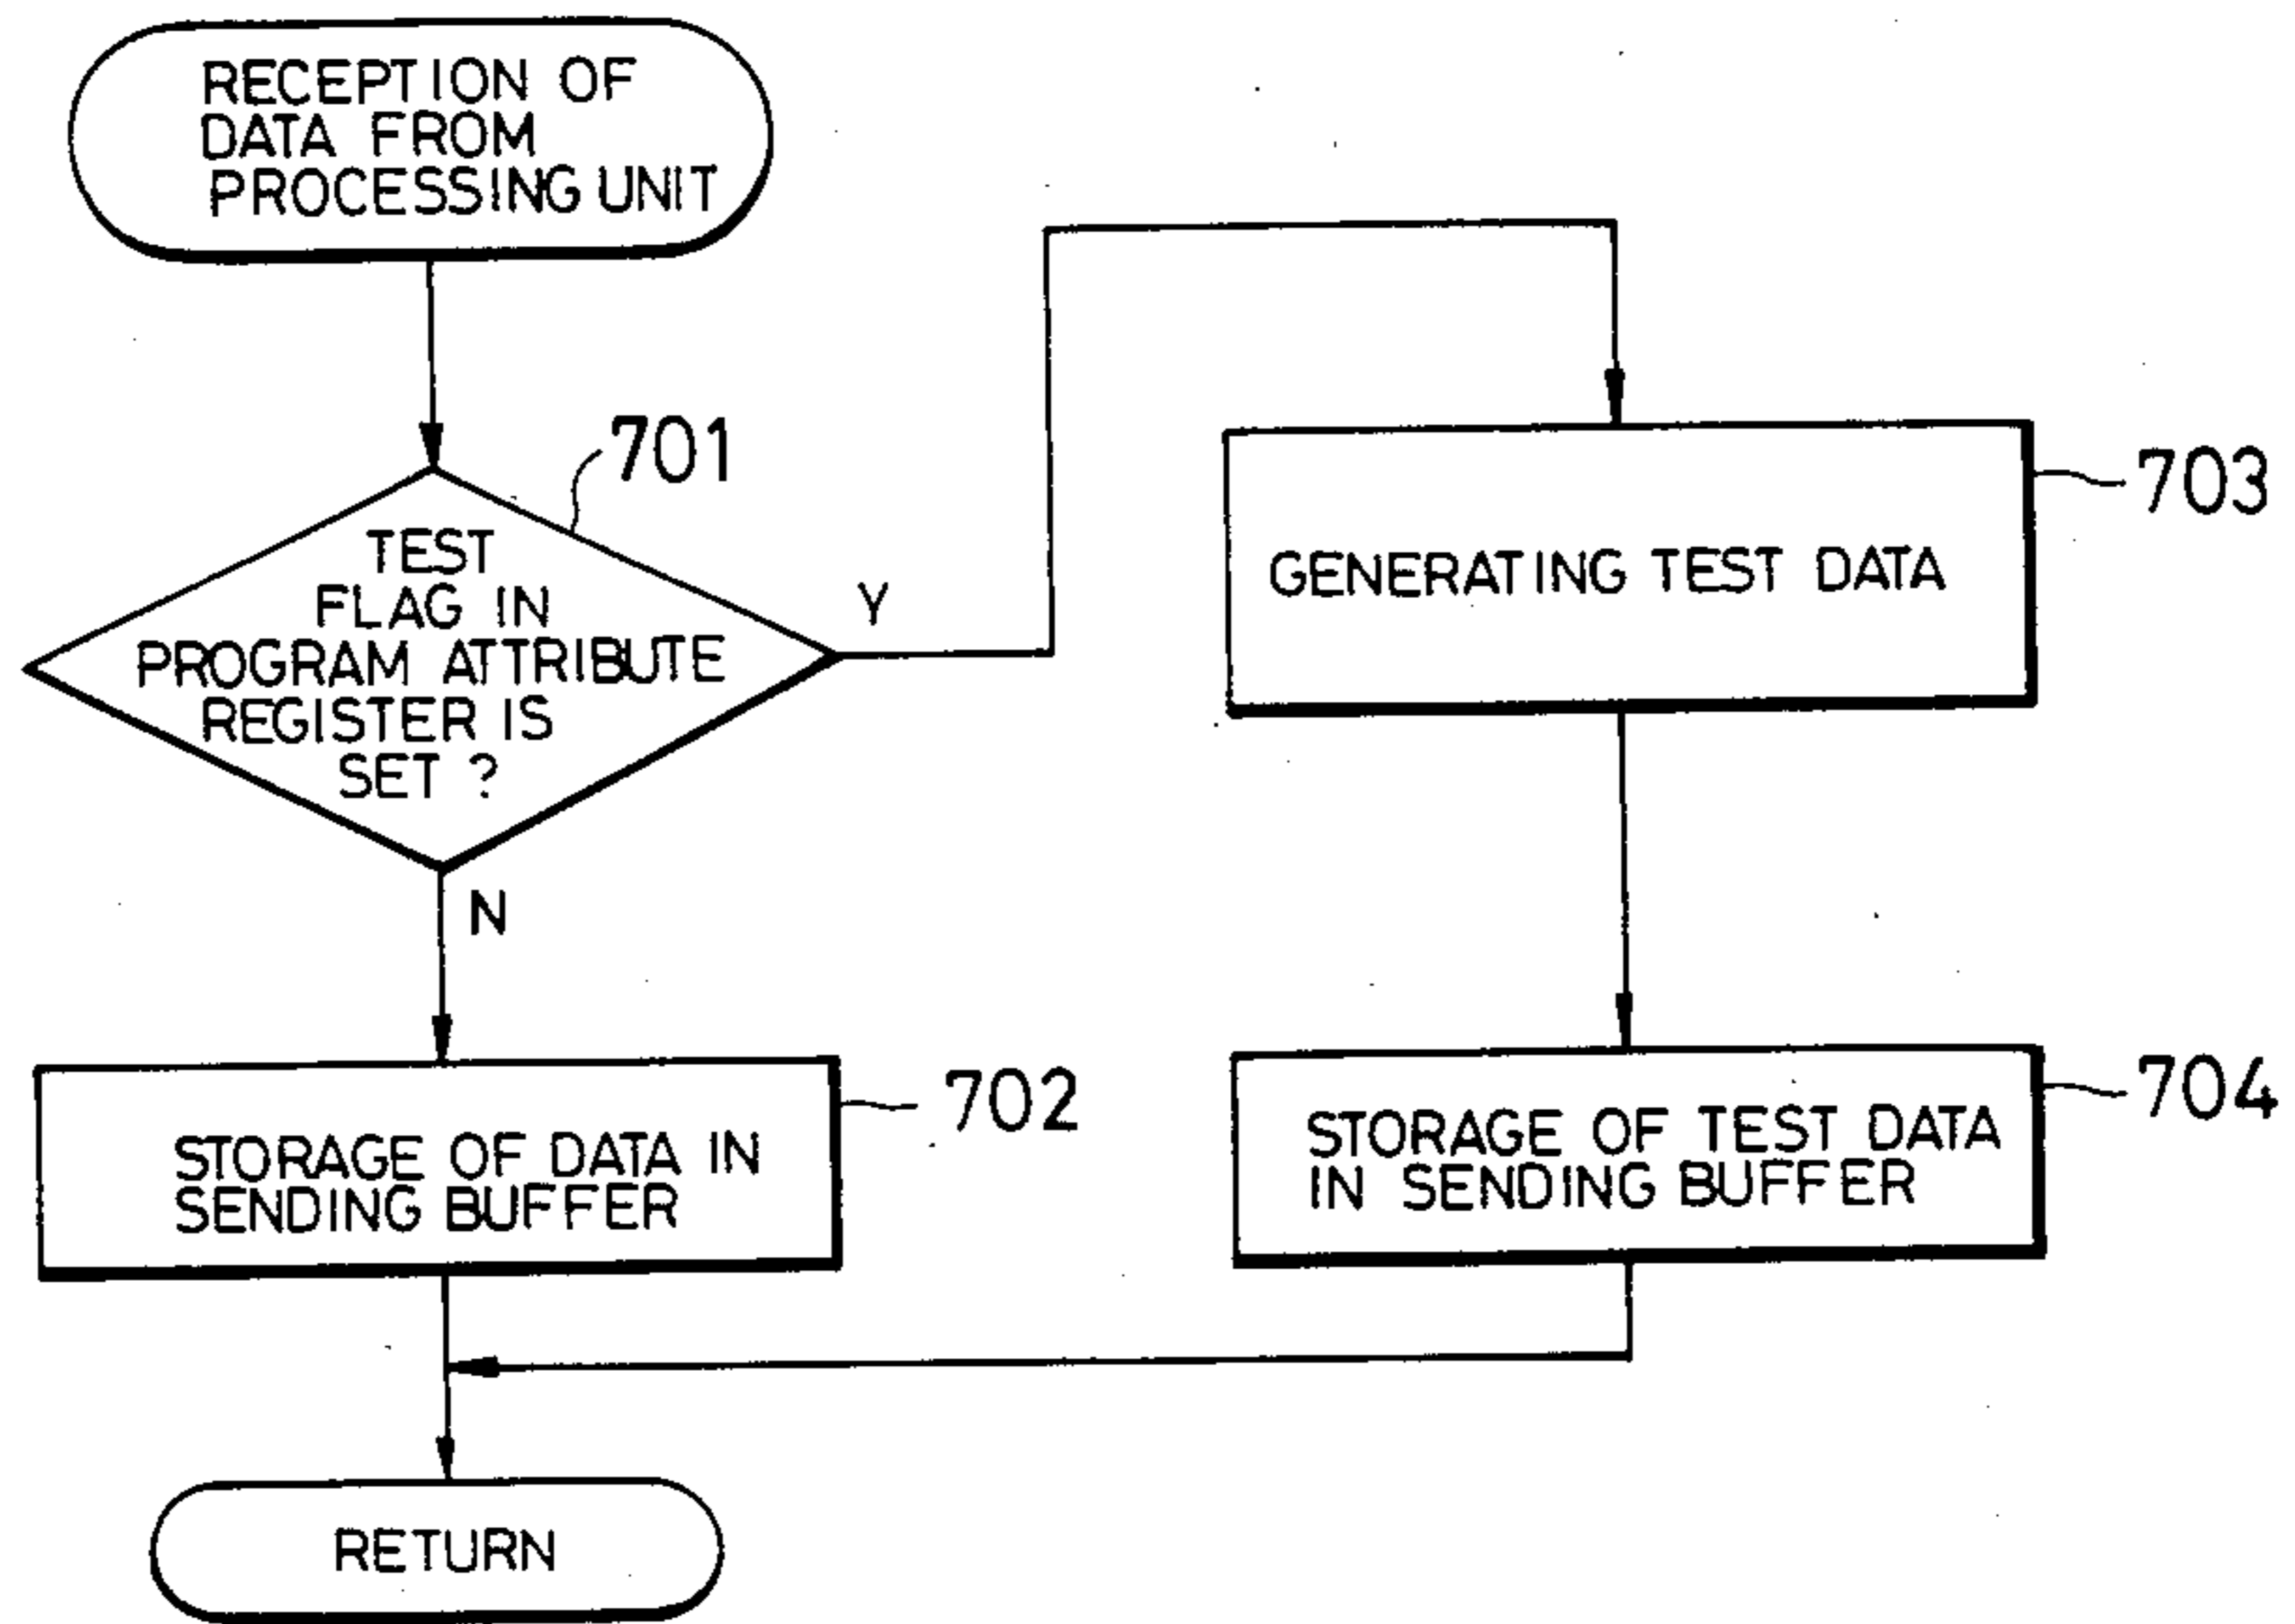 RECEPTION OF
DATA FROM
PROCESSING UNIT
701
TEST
FLAG IN
PROGRAM ATTRIBUTE
REGISTER IS
SET ?
Y
N
703
GENERATING TEST DATA
702
STORAGE OF DATA IN
SENDING BUFFER
704
STORAGE OF TEST DATA
IN SENDING BUFFER
RETURN